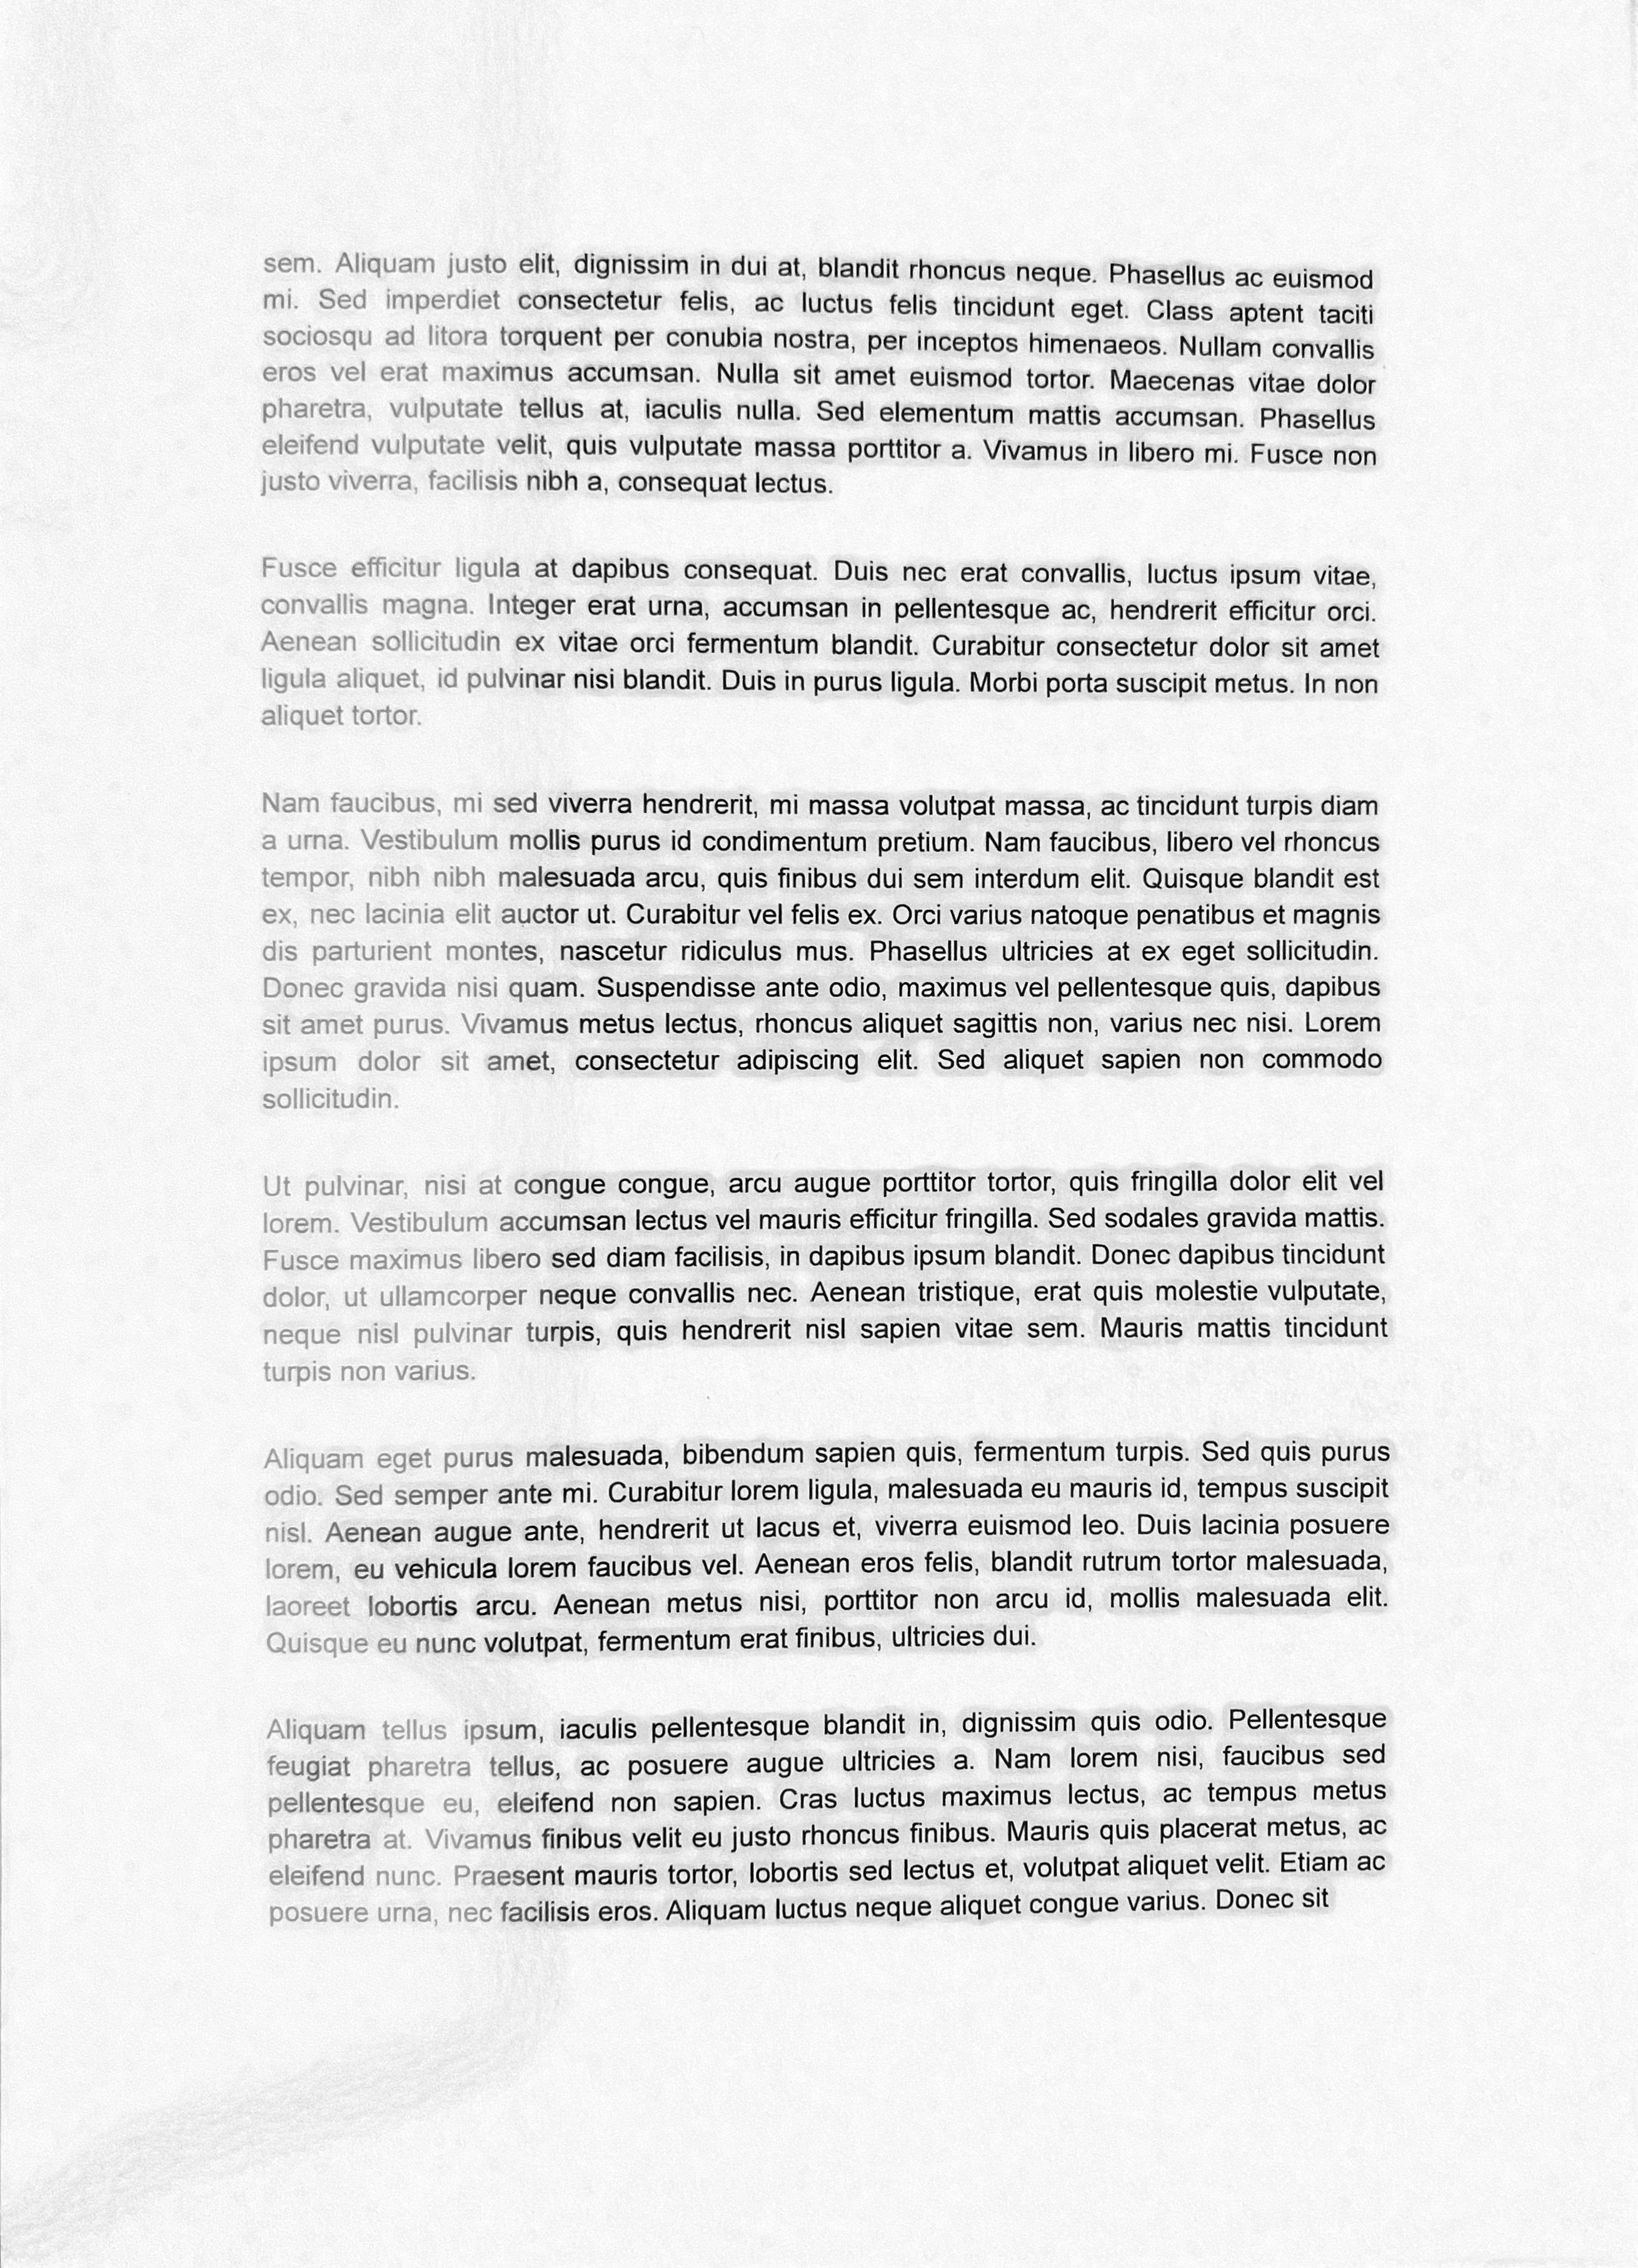 sem. Aliquam justo elit, dignissim in dui at, blandit rhoncus neque. Phasellus ac euismod
mi. Sed imperdiet consectetur felis, ac luctus felis tincidunt eget. Class aptent taciti
sociosqu ad litora torquent per conubia nostra, per inceptos himenaeos. Nullam convallis
eros vel erat maximus accumsan. Nulla sit amet euismod tortor. Maecenas vitae dolor
pharetra, vulputate tellus at, iaculis nulla. Sed elementum mattis accumsan. Phasellus
eleifend vulputate velit, quis vulputate massa porttitor a. Vivamus in libero mi. Fusce non
justo viverra, facilisis nibh a, consequat lectus.
Fusce efficitur ligula at dapibus consequat. Duis nec erat convallis, luctus ipsum vitae,
convallis magna. Integer erat urna, accumsan in pellentesque ac, hendrerit efficitur orci.
Aenean sollicitudin ex vitae orci fermentum blandit. Curabitur consectetur dolor sit amet
ligula aliquet, id pulvinar nisi blandit. Duis in purus ligula. Morbi porta suscipit metus. In non
aliquet tortor.
Nam faucibus, mi sed viverra hendrerit, mi massa volutpat massa, ac tincidunt turpis diam
a urna. Vestibulum mollis purus id condimentum pretium. Nam faucibus, libero vel rhoncus
tempor, nibh nibh malesuada arcu, quis finibus dui sem interdum elit. Quisque blandit est
ex, nec lacinia elit auctor ut. Curabitur vel felis ex. Orci varius natoque penatibus et magnis
dis parturient montes, nascetur ridiculus mus. Phasellus ultricies at ex eget sollicitudin.
Donec gravida nisi quam. Suspendisse ante odio, maximus vel pellentesque quis, dapibus
sit amet purus. Vivamus metus lectus, rhoncus aliquet sagittis non, varius nec nisi. Lorem
ipsum dolor sit amet, consectetur adipiscing elit. Sed aliquet sapien non commodo
sollicitudin.
Ut pulvinar, nisi at congue congue, arcu augue porttitor tortor, quis fringilla dolor elit vel
lorem. Vestibulum accumsan lectus vel mauris efficitur fringilla. Sed sodales gravida mattis.
Fusce maximus libero sed diam facilisis, in dapibus ipsum blandit. Donec dapibus tincidunt
dolor, ut ullamcorper neque convallis nec. Aenean tristique, erat quis molestie vulputate,
neque nisl pulvinar turpis, quis hendrerit nisl sapien vitae sem. Mauris mattis tincidunt
turpis non varius.
Aliquam eget purus malesuada, bibendum sapien quis, fermentum turpis. Sed quis purus
odio. Sed semper ante mi. Curabitur lorem ligula, malesuada eu mauris id, tempus suscipit
nisl. Aenean augue ante, hendrerit ut lacus et, viverra euismod leo. Duis lacinia posuere
lorem, eu vehicula lorem faucibus vel. Aenean eros felis, blandit rutrum tortor malesuada,
laoreet lobortis arcu. Aenean metus nisi, porttitor non arcu id, mollis malesuada elit.
Quisque eu nunc volutpat, fermentum erat finibus, ultricies dui.
Aliquam tellus ipsum, iaculis pellentesque blandit in, dignissim quis odio. Pellentesque
feugiat pharetra tellus, ac posuere augue ultricies a. Nam lorem nisi, faucibus sed
pellentesque eu, eleifend non sapien. Cras luctus maximus lectus, ac tempus metus
pharetra at. Vivamus finibus velit eu justo rhoncus finibus. Mauris quis placerat metus, ac
eleifend nunc. Praesent mauris tortor, lobortis sed lectus et, volutpat aliquet velit. Etiam ac
posuere urna, nec facilisis eros. Aliquam luctus neque aliquet congue varius. Donec sit